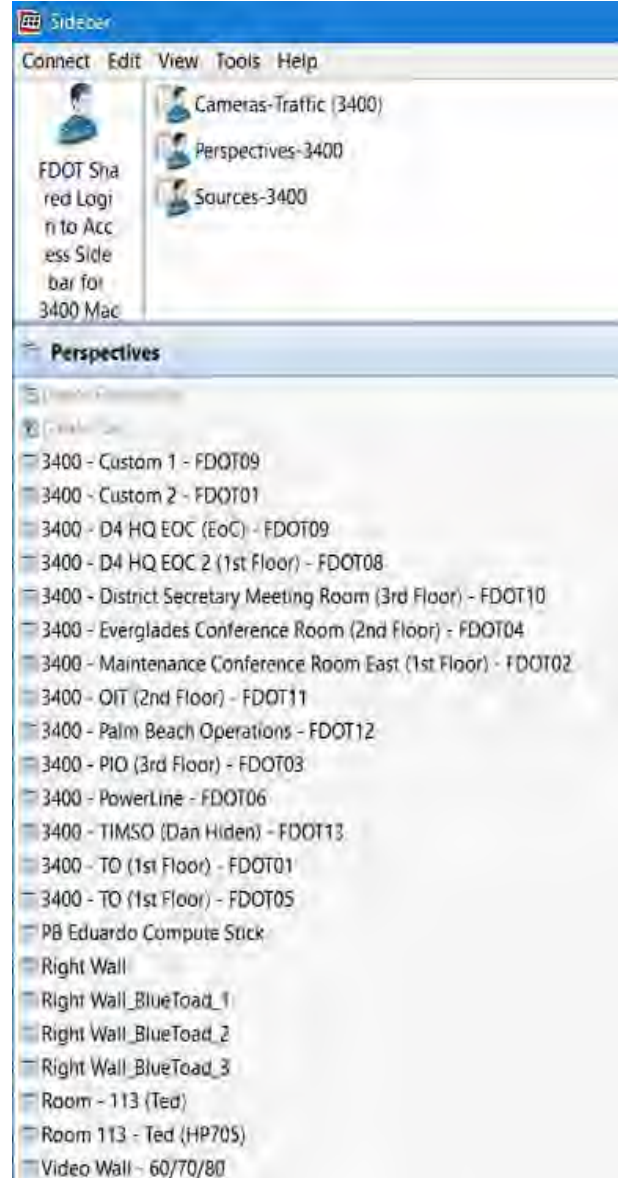 Sidebar
Connect Edit View Tools Help
FDOT Sha
red Logi
n to Acc
ess Side
bar for
3400 Mac
Cameras-Traffic (3400)
Perspectives-3400
Sources-3400
Perspectives
3400 - Custom 1 - FDOT09
3400 - Custom 2 - FDOT01
3400 - D4 HQ EOC (EoC) - FDOT09
3400 - D4 HQ EOC 2 (1st Floor) - FDOT08
3400 - District Secretary Meeting Room (3rd Floor) - FDOT10
3400 - Everglades Conference Room (2nd Floor) - FDOT04
3400 - Maintenance Conference Room East (1st Floor) - FDOT02
3400 - OIT (2nd Floor) - FDOT11
3400 - Palm Beach Operations - FDOT12
3400 - PIO (3rd Floor) - FDOT03
3400 - PowerLine - FDOT06
3400 - TIMSO (Dan Hiden) - FDOT13
3400 - TO (1st Floor) - FDOT01
3400 - TO (1st Floor) - FDOT05
PB Eduardo Compute Stick
Right Wall
Right Wall_BlueToad_1
Right Wall_BlueToad_2
Right Wall_BlueToad_3
Room - 113 (Ted)
Room 113 - Ted (HP705)
Video Wall - 60/70/80